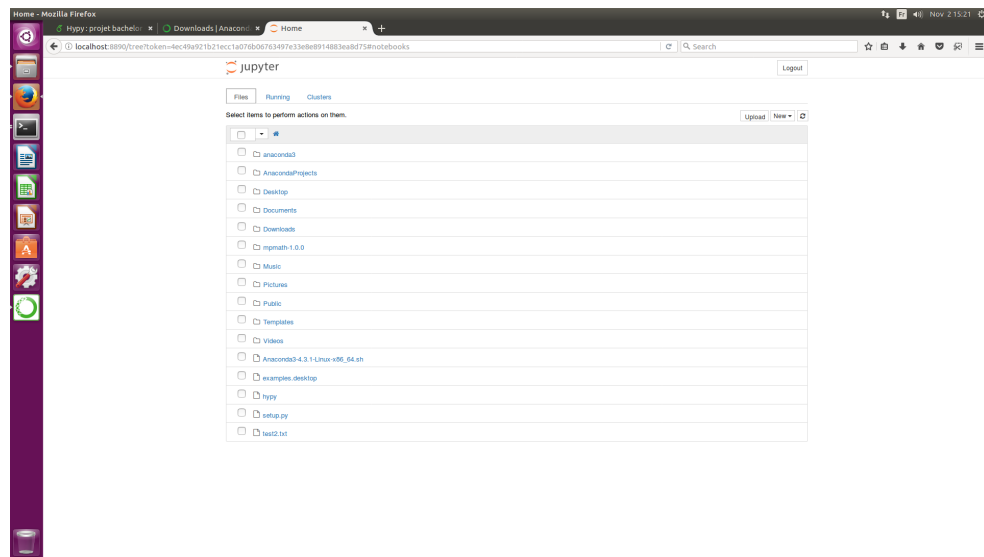 Home - Mozilla Firefox
Fr
Nov 2 15:21
Hypy : projet bachelor
Downloads | Anacond
Home
localhost:8890/tree?token=4ec49a921b21ecc1a076b06763497e33e8e8914883ea8d75#notebooks
Search
jupyter
Logout
Files
Running
Clusters
Select items to perform actions on them.
Upload
New
anaconda3
AnacondaProjects
Desktop
Documents
Downloads
mpmath-1.0.0
Music
Pictures
Public
Templates
Videos
Anaconda3-4.3.1-Linux-x86_64.sh
examples.desktop
hypy
setup.py
test2.txt